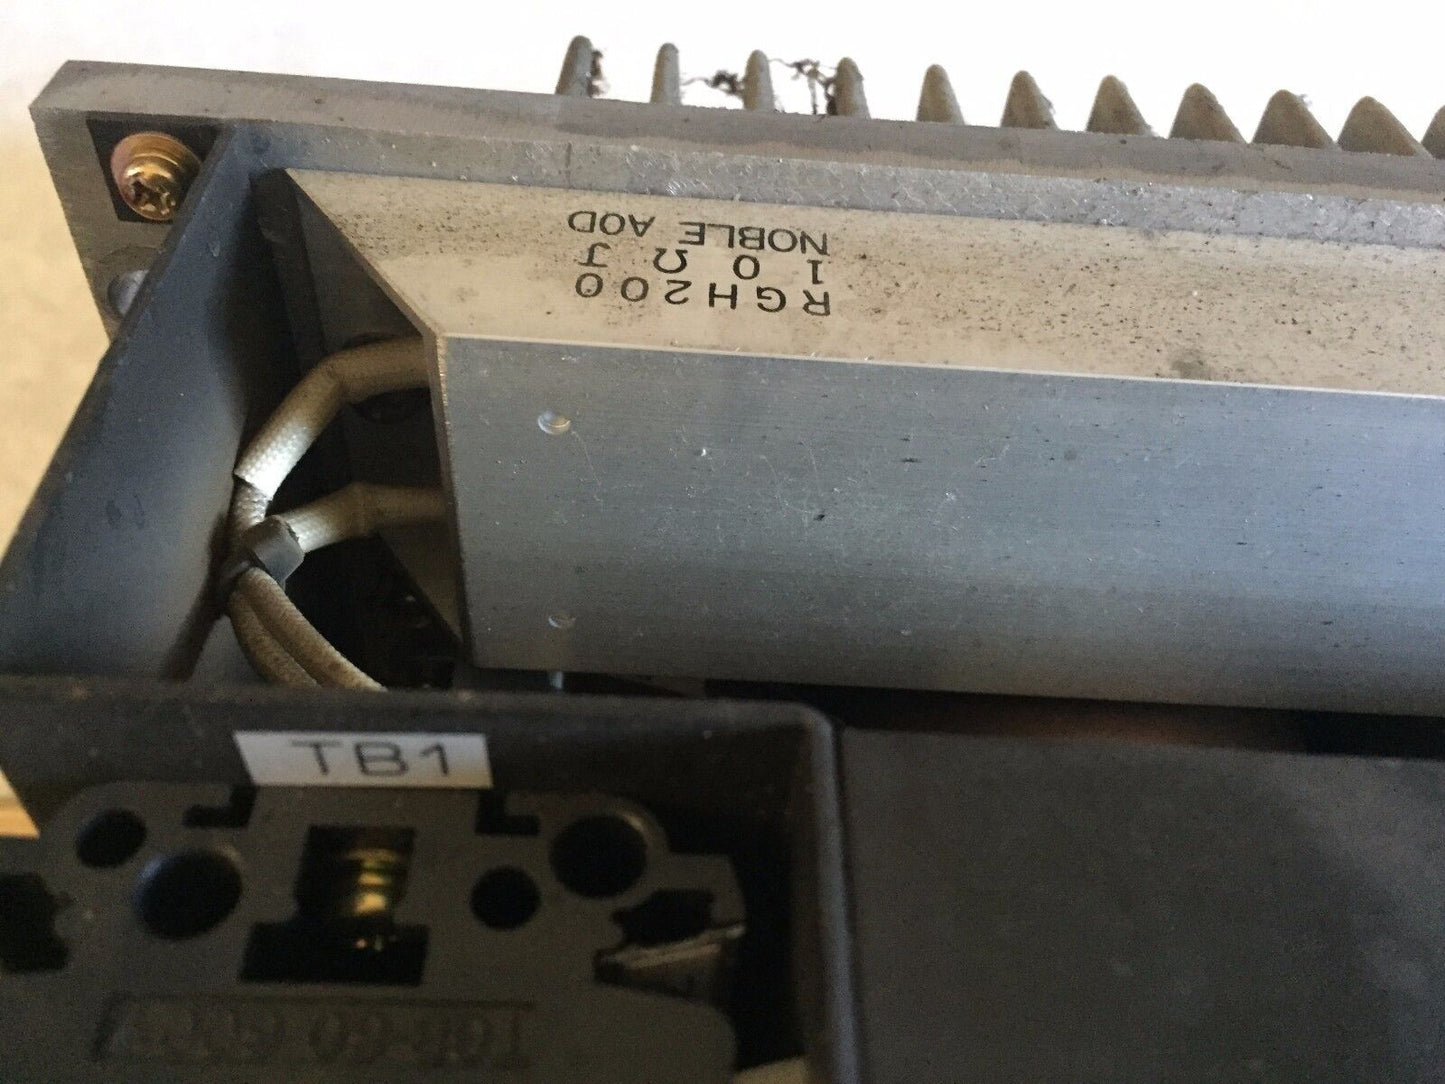 RGH200
10ΩJ
NOBLE AOD
TB1